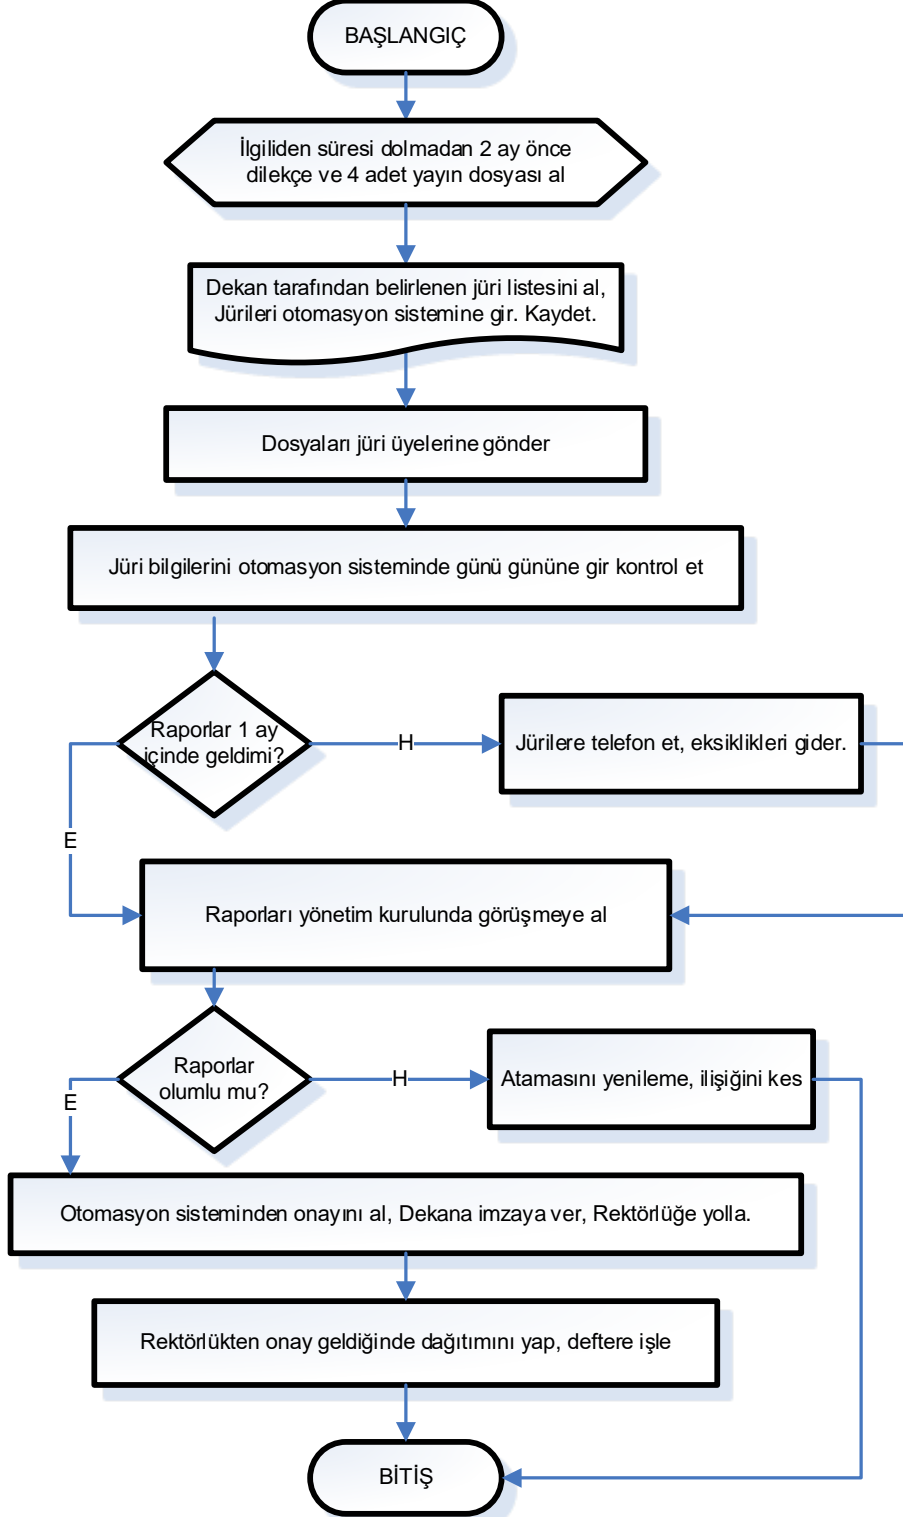 BAŞLANGIÇ
İlgiliden süresi dolmadan 2 ay önce
dilekçe ve 4 adet yayın dosyası al
Dekan tarafından belirlenen jüri listesini al,
Jürileri otomasyon sistemine gir. Kaydet.
Dosyaları jüri üyelerine gönder
Jüri bilgilerini otomasyon sisteminde günü gününe gir kontrol et
Raporlar 1 ay
içinde geldimi?
H
Jürilere telefon et, eksiklikleri gider.
E
Raporları yönetim kurulunda görüşmeye al
Raporlar
olumlu mu?
H
Atamasını yenileme, ilişiğini kes
E
Otomasyon sisteminden onayını al, Dekana imzaya ver, Rektörlüğe yolla.
Rektörlükten onay geldiğinde dağıtımını yap, deftere işle
BİTİŞ